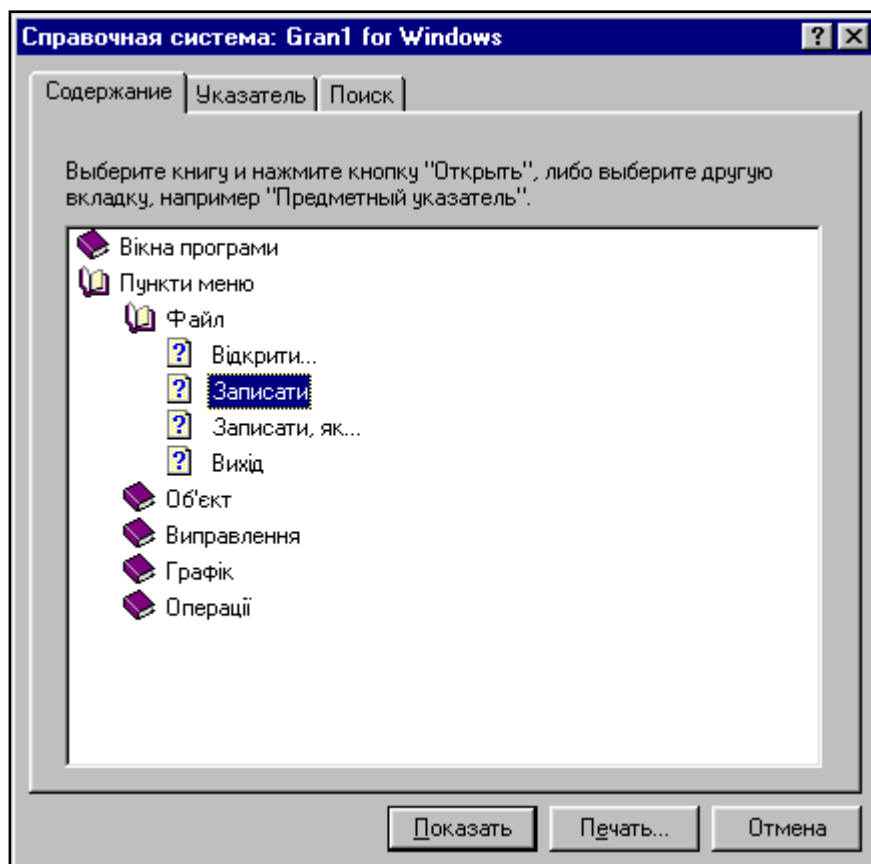 Справочная система: Gran1 for Windows
Содержание Указатель Поиск
Выберите книгу и нажмите кнопку "Открыть", либо выберите другую
вкладку, например "Предметный указатель".
Вікна програми
Пункти меню
Файл
Відкрити...
Записати
Записати, як...
Вихід
Об'єкт
Виправлення
Графік
Операції
Показать Печать... Отмена